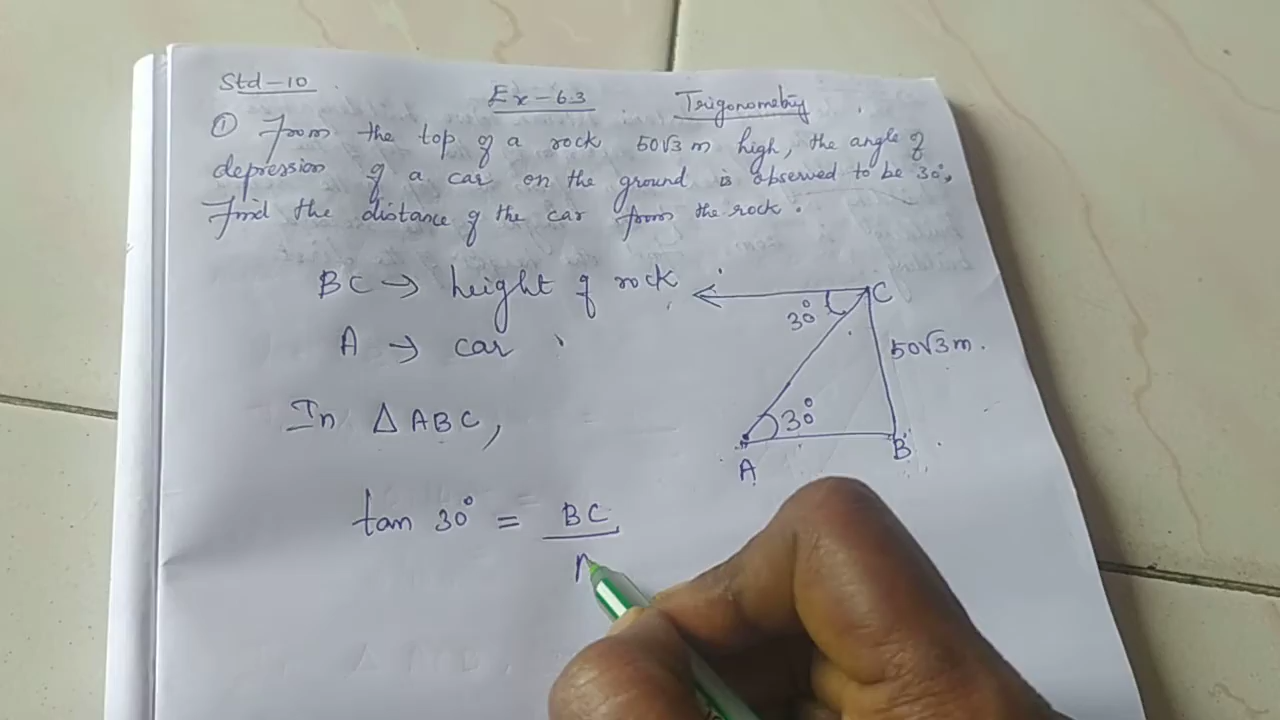 Std-10
Ex-6.3
Trigonometry
① From the top of a rock 50√3 m high, the angle of
depression of a car on the ground is observed to be 30°,
Find the distance of the car from the rock.
BC → height of rock
A → car
In △ ABC,
tan 30° = BC
C
30°
50√3 m.
30°
A
B